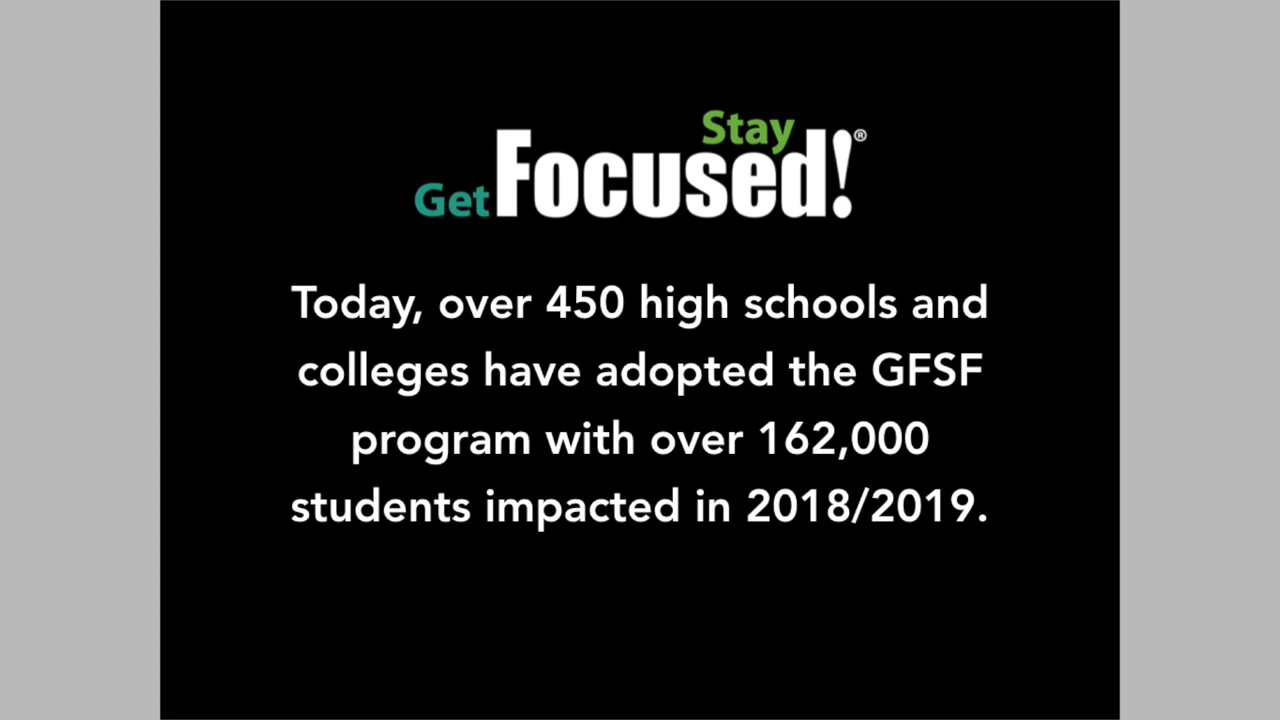 Stay
Get Focused!®
Today, over 450 high schools and
colleges have adopted the GFSF
program with over 162,000
students impacted in 2018/2019.